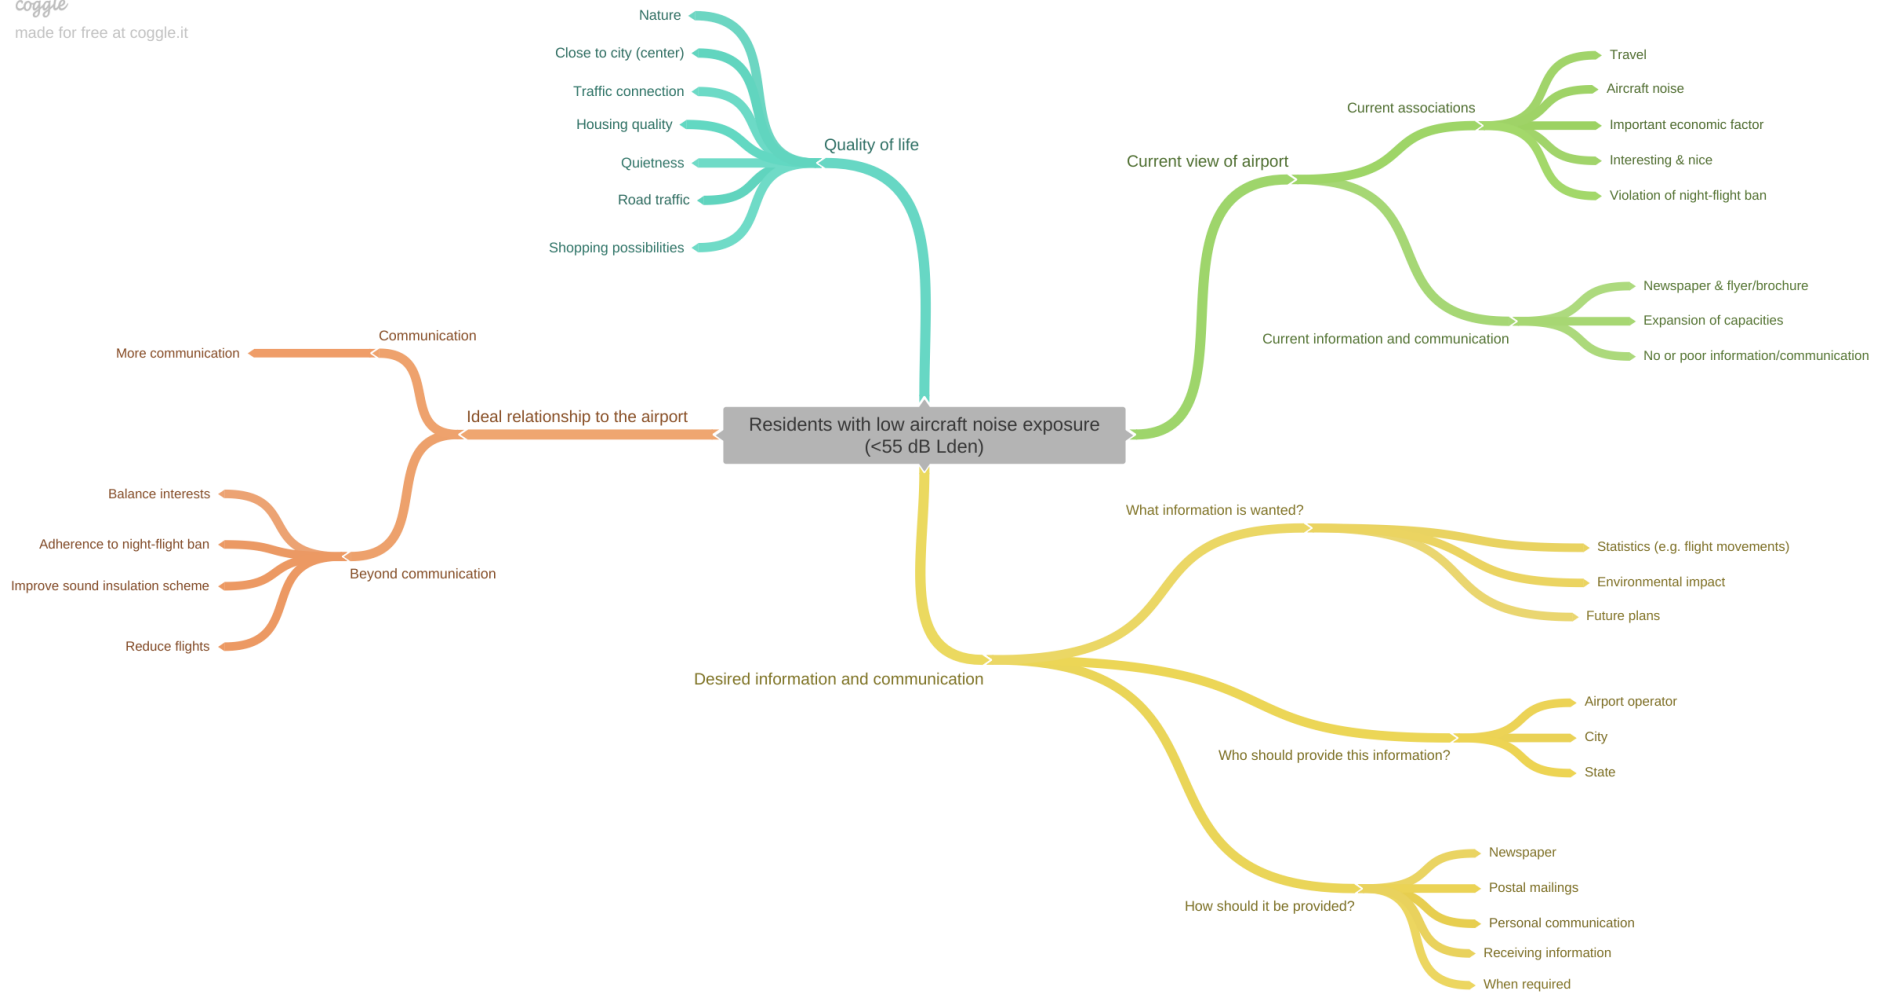 coggle
made for free at coggle.it
Nature
Close to city (center)
Traffic connection
Housing quality
Quietness
Road traffic
Shopping possibilities
Quality of life
Current view of airport
Current associations
Travel
Aircraft noise
Important economic factor
Interesting & nice
Violation of night-flight ban
Current information and communication
Newspaper & flyer/brochure
Expansion of capacities
No or poor information/communication
Communication
More communication
Ideal relationship to the airport
Residents with low aircraft noise exposure
(<55 dB Lden)
Balance interests
Adherence to night-flight ban
Improve sound insulation scheme
Reduce flights
Beyond communication
Desired information and communication
What information is wanted?
Statistics (e.g. flight movements)
Environmental impact
Future plans
Who should provide this information?
Airport operator
City
State
How should it be provided?
Newspaper
Postal mailings
Personal communication
Receiving information
When required